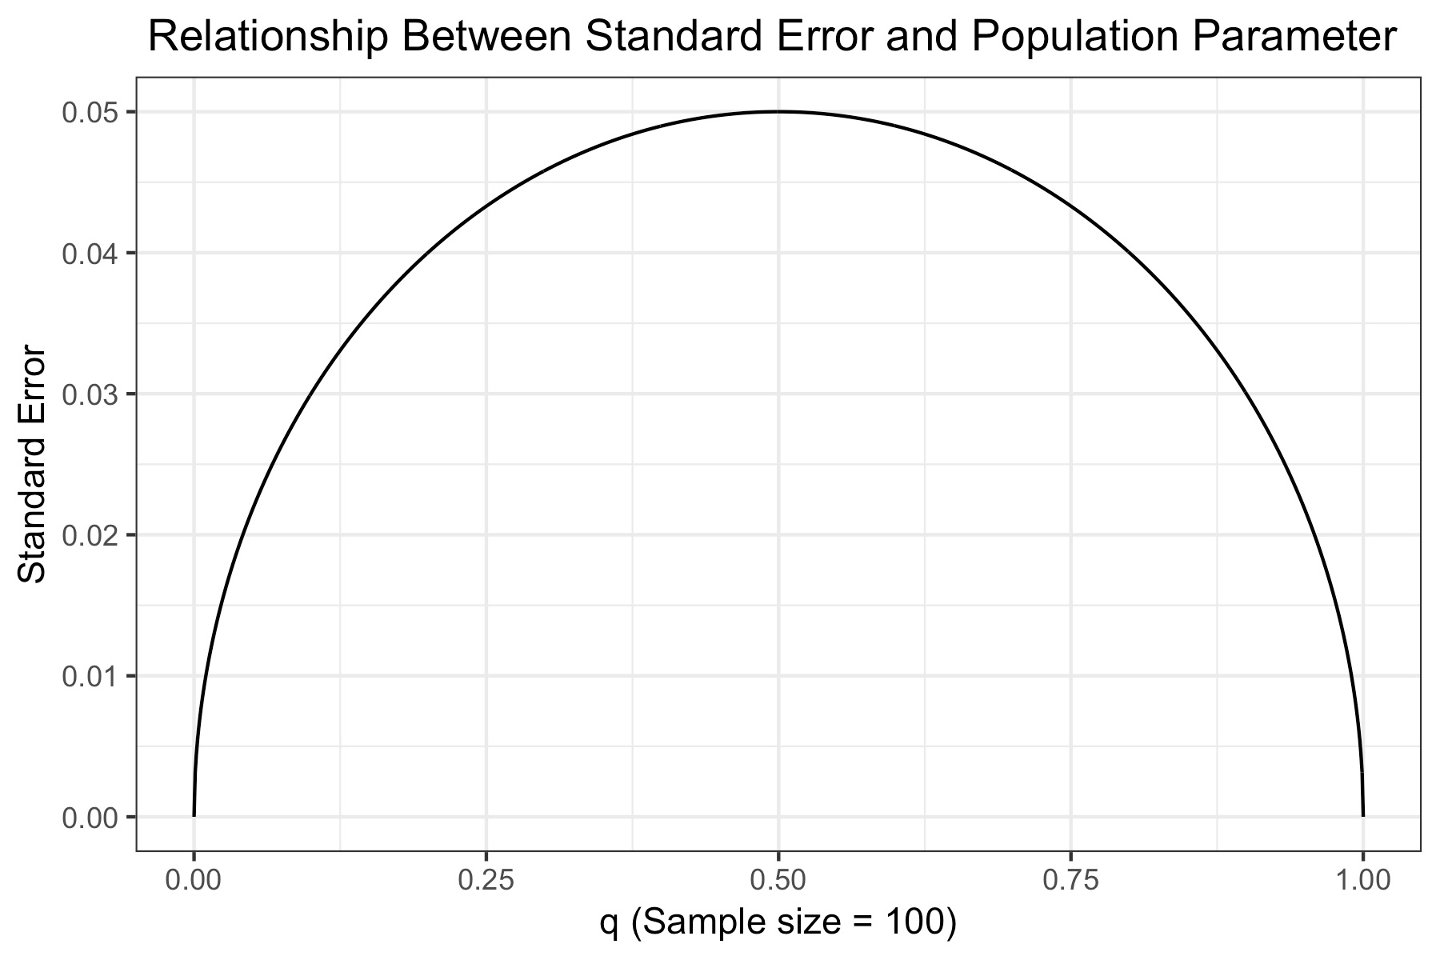 Relationship Between Standard Error and Population Parameter
Standard Error
0.05
0.04
0.03
0.02
0.01
0.00
0.00 0.25 0.50 0.75 1.00
q (Sample size = 100)